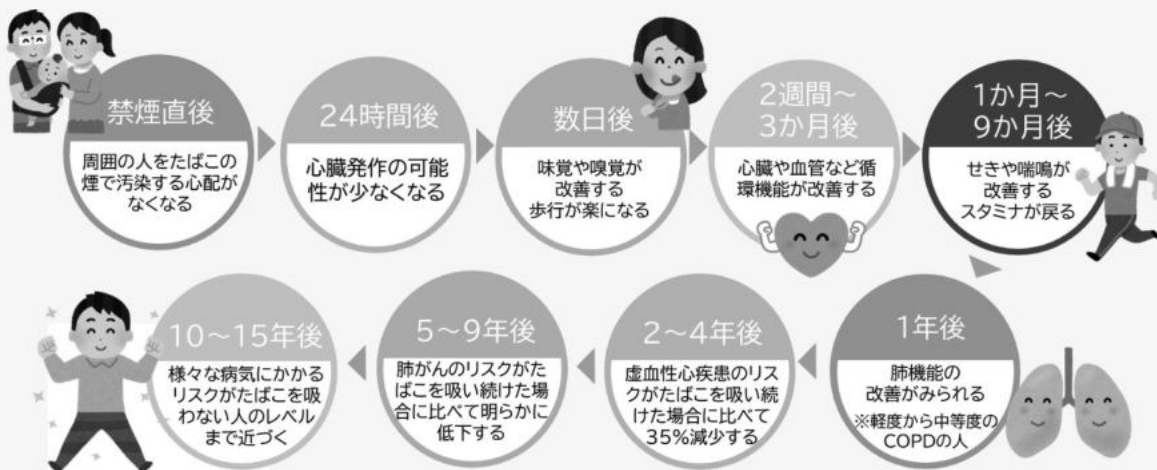 禁煙直後
周囲の人をたばこの
煙で汚染する心配が
なくなる
24時間後
心臓発作の可能
性が少なくなる
数日後
味覚や嗅覚が
改善する
歩行が楽になる
2週間～
3か月後
心臓や血管など循
環機能が改善する
1か月～
9か月後
せきや喘鳴が
改善する
スタミナが戻る
1年後
肺機能の
改善がみられる
※軽度から中等度の
COPDの人
2～4年後
虚血性心疾患のリス
クがたばこを吸い続
けた場合に比べて
35%減少する
5～9年後
肺がんのリスクがた
ばこを吸い続けた場
合に比べて明らかに
低下する
10～15年後
様々な病気にかかる
リスクがたばこを吸
わない人のレベル
まで近づく